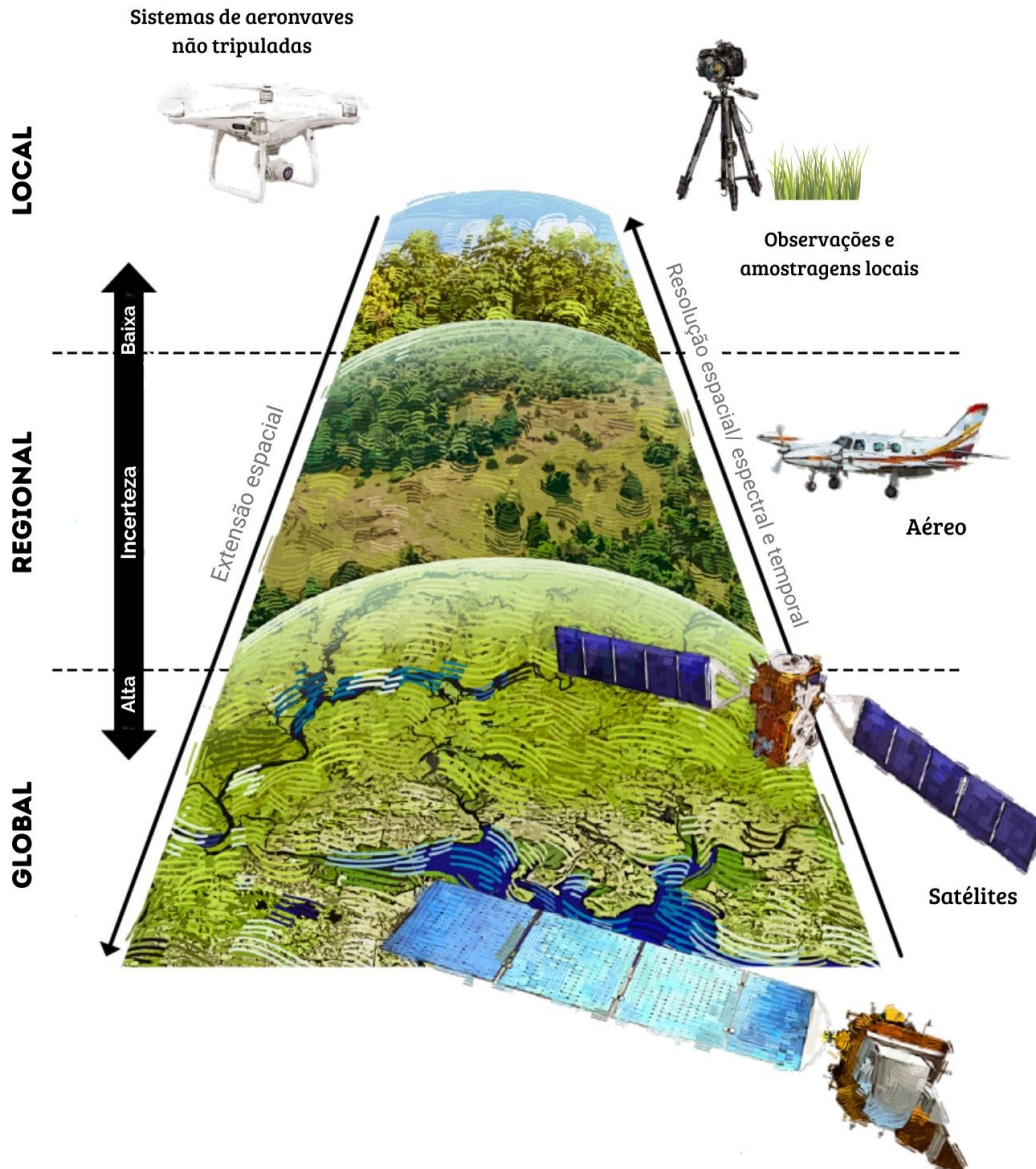 Sistemas de aeronvaves
não tripuladas
LOCAL
Observações e
amostragens locais
Baixa
Resolução espacial/ espectral e temporal
Extensão espacial
REGIONAL
Incerteza
Aéreo
Alta
GLOBAL
Satélites